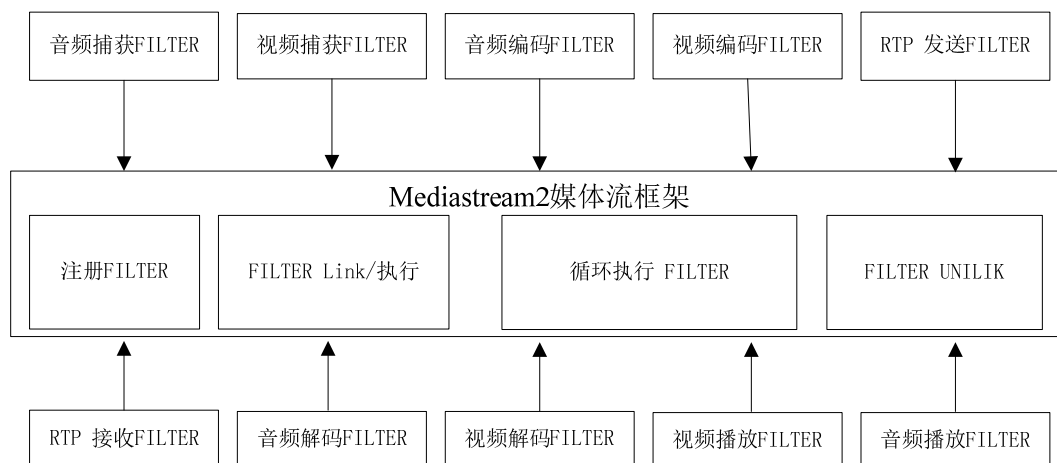 音频捕获FILTER
视频捕获FILTER
音频编码FILTER
视频编码FILTER
RTP 发送FILTER
Mediastream2媒体流框架
注册FILTER
FILTER Link/执行
循环执行 FILTER
FILTER UNILIK
RTP 接收FILTER
音频解码FILTER
视频解码FILTER
视频播放FILTER
音频播放FILTER